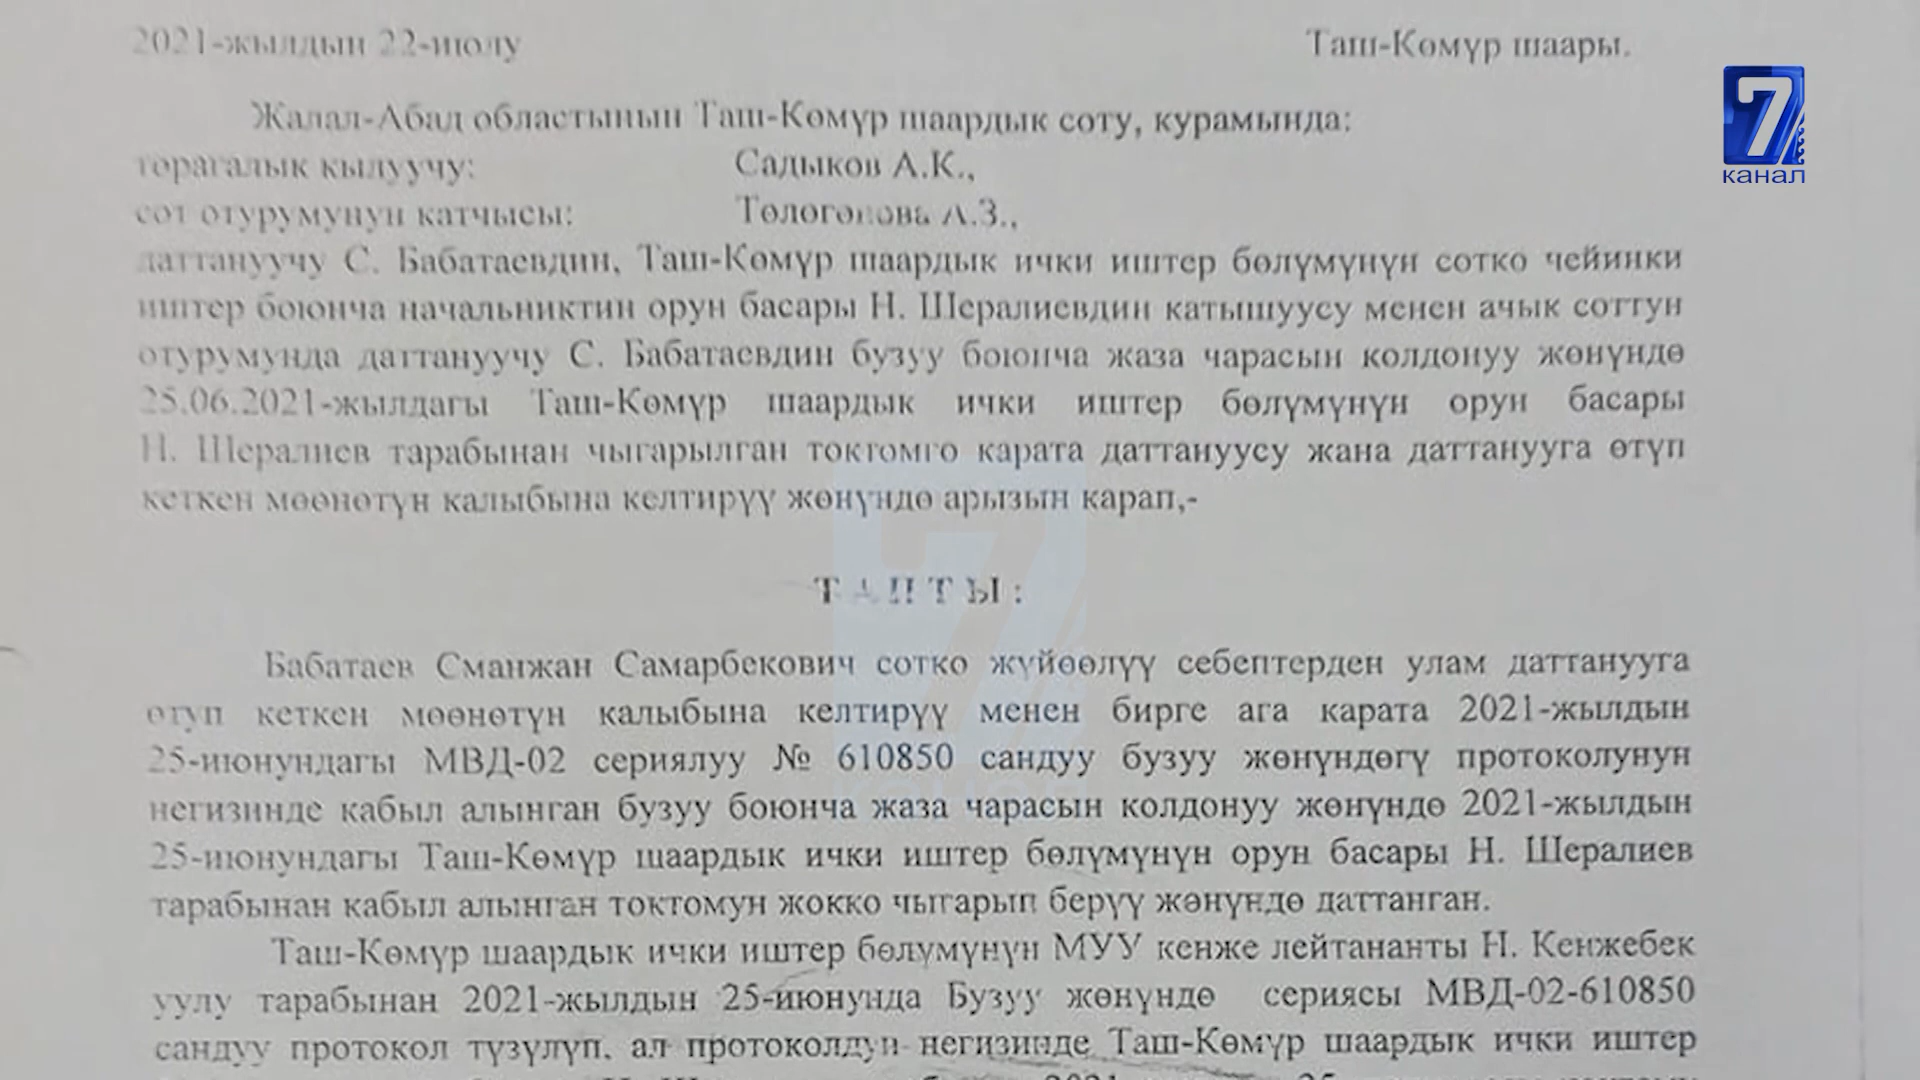 2021-жылдын 22-июлу Таш-Көмүр шаары.
Жалал-Абад областынын Таш-Көмүр шаардык соту, курамында:
төрагалык кылуучу: Садыков А.К.,
сот отурумунун катчысы: Төлөгөнова А.З.,
даттануучу С. Бабатаевдин, Таш-Көмүр шаардык ички иштер бөлүмүнүн сотко чейинки
иштер боюнча начальниктин орун басары Н. Шералиевдин катышуусу менен ачык соттун
отурумунда даттануучу С. Бабатаевдин бузуу боюнча жаза чарасын колдонуу жөнүндө
25.06.2021-жылдагы Таш-Көмүр шаардык ички иштер бөлүмүнүн орун басары
Н. Шералиев тарабынан чыгарылган токтомго карата даттануусу жана даттанууга өтүп
кеткен мөөнөтүн калыбына келтирүү жөнүндө арызын карап,-
ТАПТЫ:
Бабатаев Сманжан Самарбекович сотко жүйөөлүү себептерден улам даттанууга
өтүп кеткен мөөнөтүн калыбына келтирүү менен бирге ага карата 2021-жылдын
25-июнундагы МВД-02 сериялуу № 610850 сандуу бузуу жөнүндөгү протоколунун
негизинде кабыл алынган бузуу боюнча жаза чарасын колдонуу жөнүндө 2021-жылдын
25-июнундагы Таш-Көмүр шаардык ички иштер бөлүмүнүн орун басары Н. Шералиев
тарабынан кабыл алынган токтомун жокко чыгарып берүү жөнүндө даттанган.
Таш-Көмүр шаардык ички иштер бөлүмүнүн МУУ кенже лейтенанты Н. Кенжебек
уулу тарабынан 2021-жылдын 25-июнунда Бузуу жөнүндө сериясы МВД-02-610850
сандуу протокол түзүлүп, ал протоколдун негизинде Таш-Көмүр шаардык ички иштер
7
канал